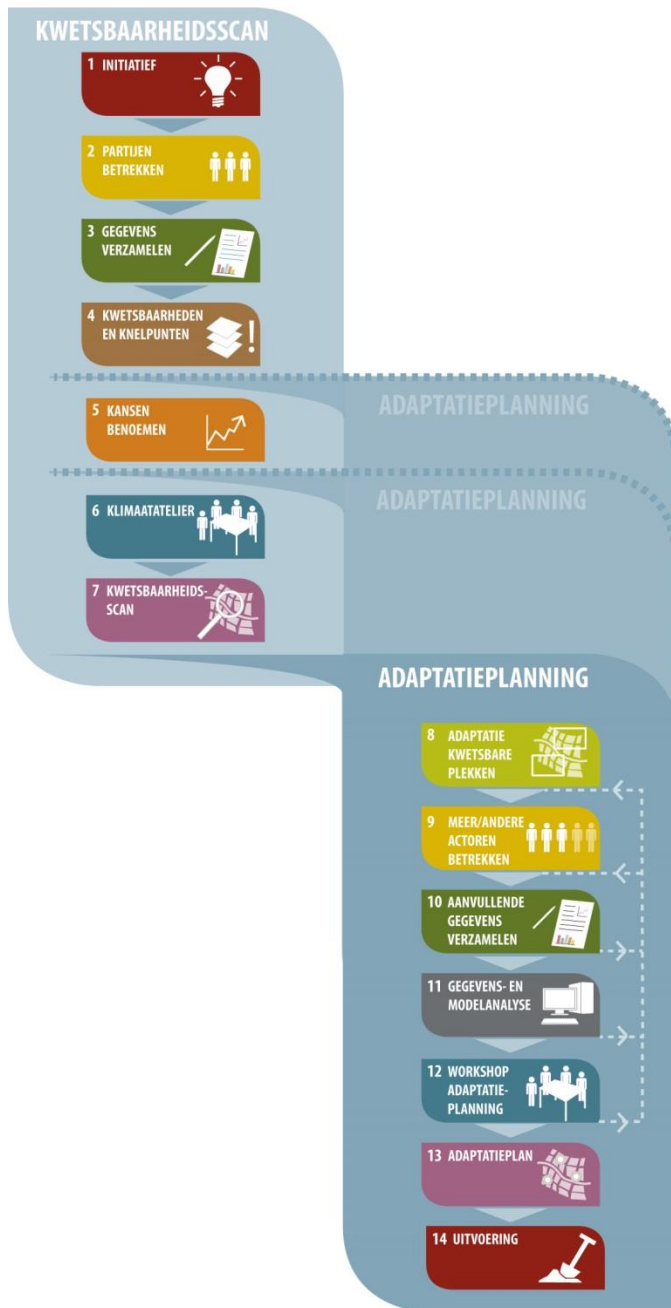 KWETSBAARHEIDSSCAN
1 INITIATIEF
2 PARTIJEN
BETREKKEN
3 GEGEVENS
VERZAMELEN
4 KWETSBAARHEDEN
EN KNELPUNTEN
!
ADAPTATIEPLANNING
5 KANSEN
BENOEMEN
ADAPTATIEPLANNING
6 KLIMAATATELIER
7 KWETSBAARHEIDS-
SCAN
ADAPTATIEPLANNING
8 ADAPTATIE
KWETSBARE
PLEKKEN
9 MEER/ANDERE
ACTOREN
BETREKKEN
10 AANVULLENDE
GEGEVENS
VERZAMELEN
11 GEGEVENS- EN
MODELANALYSE
12 WORKSHOP
ADAPTATIE-
PLANNING
13 ADAPTATIEPLAN
14 UITVOERING